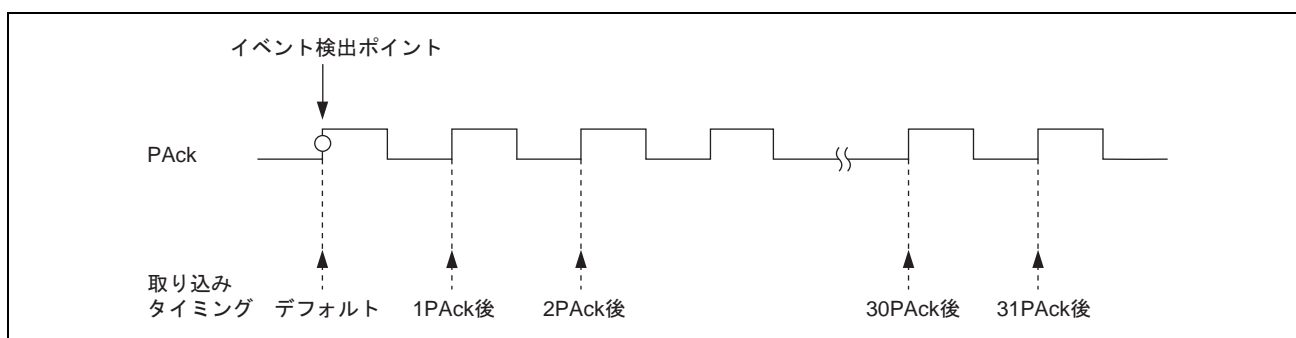 イベント検出ポイント
PAck
取り込み
タイミング デフォルト 1PAck後 2PAck後 30PAck後 31PAck後